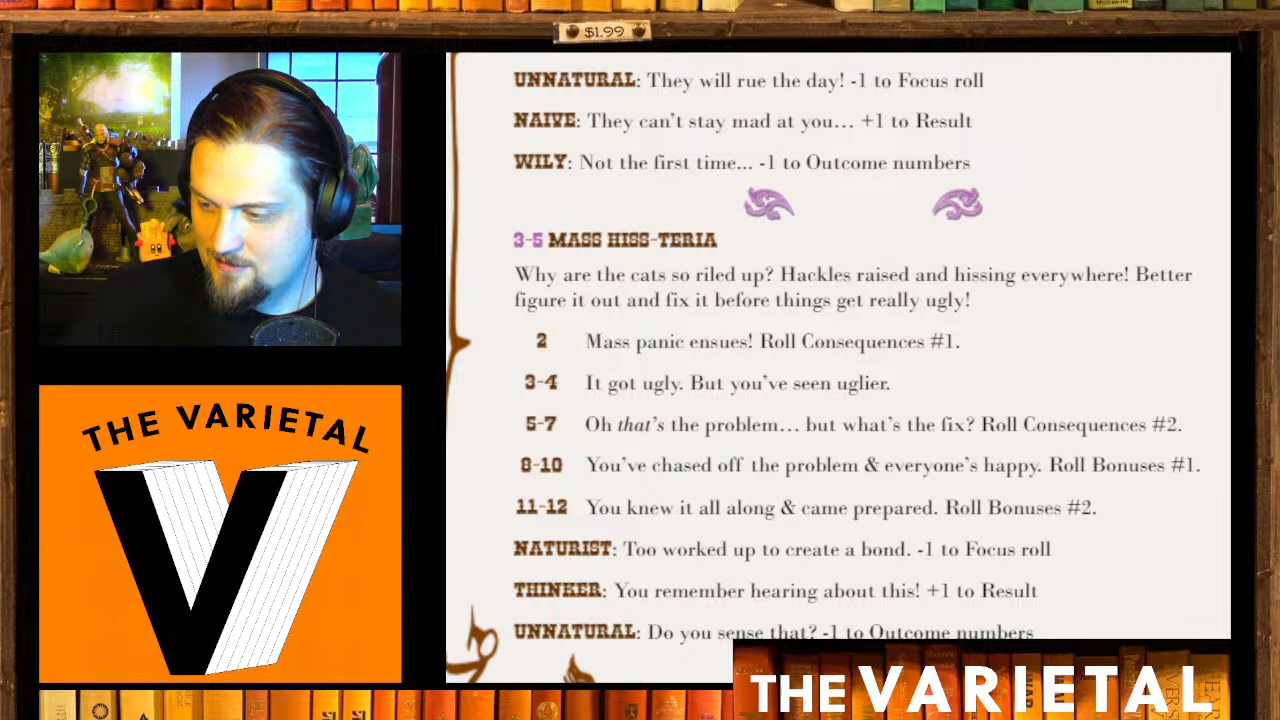 $1.99
UNNATURAL: They will rue the day! -1 to Focus roll
NAIVE: They can't stay mad at you... +1 to Result
WILY: Not the first time... -1 to Outcome numbers
3-5 MASS HISS-TERIA
Why are the cats so riled up? Hackles raised and hissing everywhere! Better
figure it out and fix it before things get really ugly!
2 Mass panic ensues! Roll Consequences #1.
3-4 It got ugly. But you've seen uglier.
5-7 Oh that's the problem... but what's the fix? Roll Consequences #2.
8-10 You've chased off the problem & everyone's happy. Roll Bonuses #1.
11-12 You knew it all along & came prepared. Roll Bonuses #2.
NATURIST: Too worked up to create a bond. -1 to Focus roll
THINKER: You remember hearing about this! +1 to Result
UNNATURAL: Do you sense that? -1 to Outcome numbers
THE VARIETAL
V
THE VARIETAL